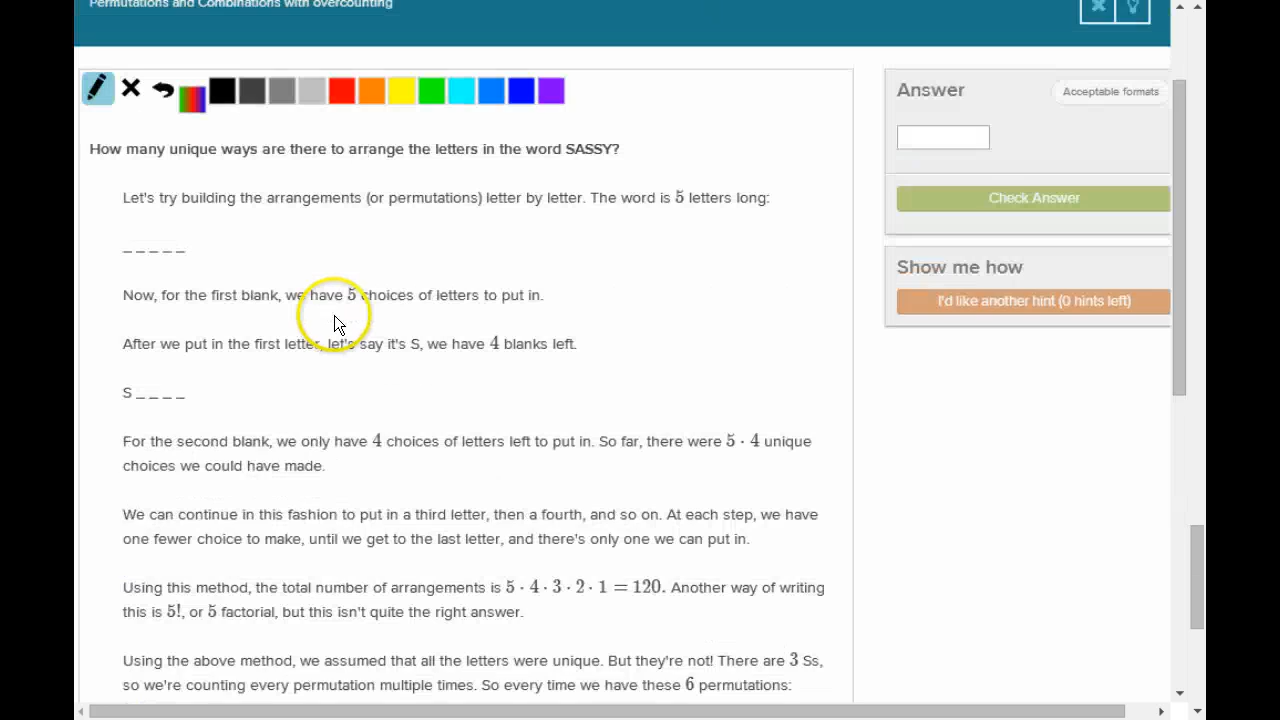 Permutations and Combinations with overcounting
Answer
Acceptable formats
How many unique ways are there to arrange the letters in the word SASSY?
Let's try building the arrangements (or permutations) letter by letter. The word is 5 letters long:
Check Answer
_ _ _ _ _
Show me how
Now, for the first blank, we have 5 choices of letters to put in.
I'd like another hint (0 hints left)
After we put in the first letter, let's say it's S, we have 4 blanks left.
S _ _ _ _
For the second blank, we only have 4 choices of letters left to put in. So far, there were 5 · 4 unique
choices we could have made.
We can continue in this fashion to put in a third letter, then a fourth, and so on. At each step, we have
one fewer choice to make, until we get to the last letter, and there's only one we can put in.
Using this method, the total number of arrangements is 5 · 4 · 3 · 2 · 1 = 120. Another way of writing
this is 5!, or 5 factorial, but this isn't quite the right answer.
Using the above method, we assumed that all the letters were unique. But they're not! There are 3 Ss,
so we're counting every permutation multiple times. So every time we have these 6 permutations: